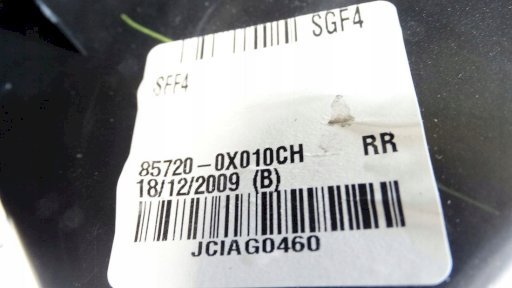 SGF4
SFF4
85720-0X010CH RR
18/12/2009 (B)
JCIAG0460